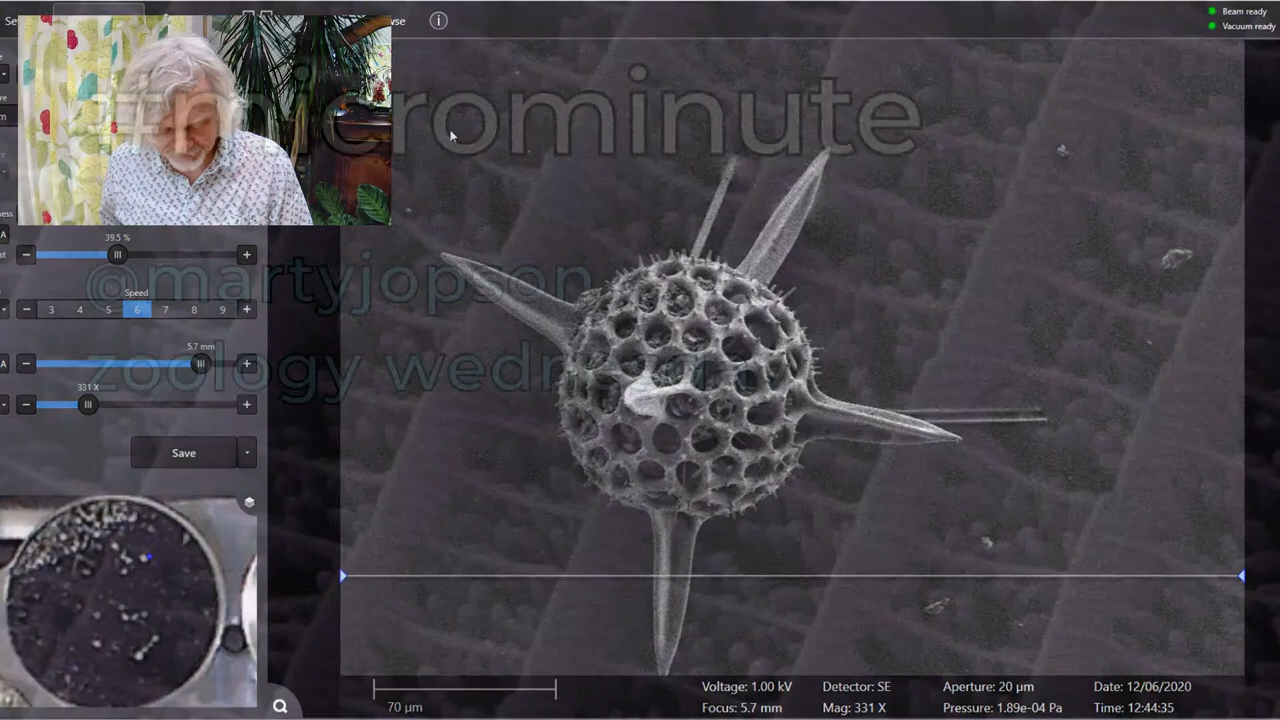 Beam ready
Vacuum ready
#microminute
39.5 %
@martyjopson
Speed
3 4 5 6 7 8 9
5.7 mm
zoology wednesday
331 X
Save
70 µm
Voltage: 1.00 kV
Detector: SE
Aperture: 20 µm
Date: 12/06/2020
Focus: 5.7 mm
Mag: 331 X
Pressure: 1.89e-04 Pa
Time: 12:44:35